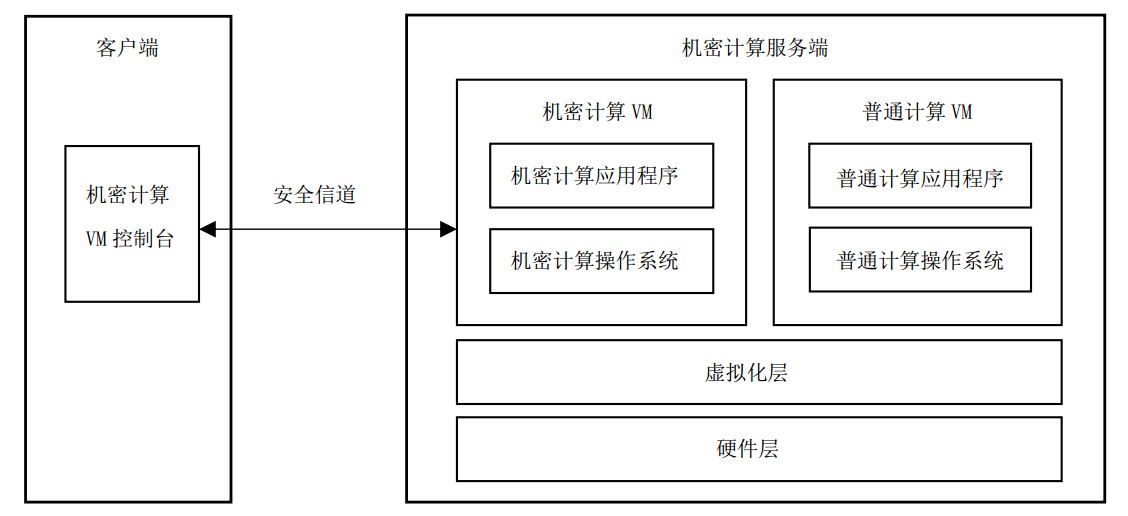 客户端
机密计算
VM 控制台
安全信道
机密计算服务端
机密计算 VM
机密计算应用程序
机密计算操作系统
普通计算 VM
普通计算应用程序
普通计算操作系统
虚拟化层
硬件层